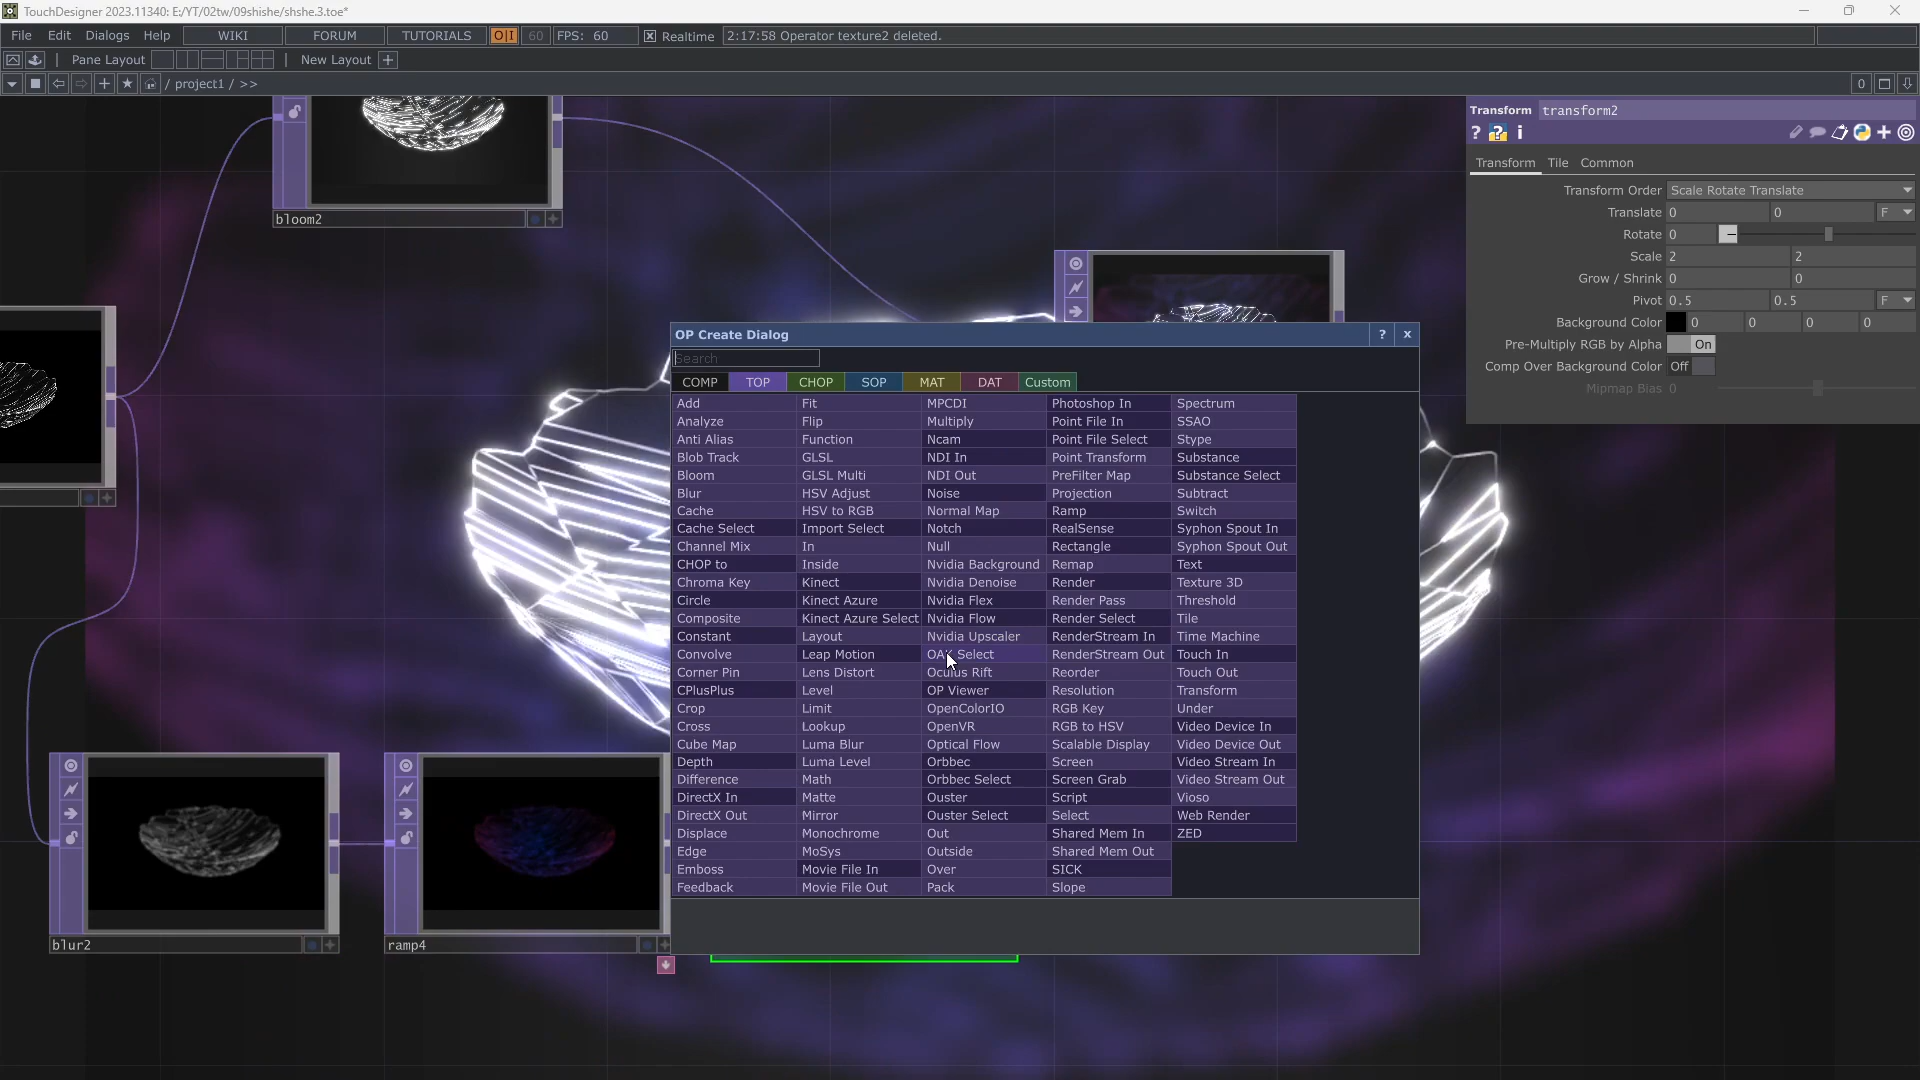 TouchDesigner 2023.11340: E:/YT/02tw/09shishe/shshe.3.toe*
File Edit Dialogs Help WIKI FORUM TUTORIALS O|I 60 FPS: 60 Realtime 2:17:58 Operator texture2 deleted.
Pane Layout New Layout +
/ project1 / >> 0
Transform transform2
? ? i
Transform Tile Common
Transform Order Scale Rotate Translate
Translate 0 0 F
Rotate 0
Scale 2 2
Grow / Shrink 0 0
Pivot 0.5 0.5 F
Background Color 0 0 0 0
Pre-Multiply RGB by Alpha On
Comp Over Background Color Off
Mipmap Bias 0
bloom2
OP Create Dialog ? x
Search
COMP TOP CHOP SOP MAT DAT Custom
Add Fit MPCDI Photoshop In Spectrum
Analyze Flip Multiply Point File In SSAO
Anti Alias Function Ncam Point File Select Stype
Blob Track GLSL NDI In Point Transform Substance
Bloom GLSL Multi NDI Out PreFilter Map Substance Select
Blur HSV Adjust Noise Projection Subtract
Cache HSV to RGB Normal Map Ramp Switch
Cache Select Import Select Notch RealSense Syphon Spout In
Channel Mix In Null Rectangle Syphon Spout Out
CHOP to Inside Nvidia Background Remap Text
Chroma Key Kinect Nvidia Denoise Render Texture 3D
Circle Kinect Azure Nvidia Flex Render Pass Threshold
Composite Kinect Azure Select Nvidia Flow Render Select Tile
Constant Layout Nvidia Upscaler RenderStream In Time Machine
Convolve Leap Motion OAK Select RenderStream Out Touch In
Corner Pin Lens Distort Oculus Rift Reorder Touch Out
CPlusPlus Level OP Viewer Resolution Transform
Crop Limit OpenColorIO RGB Key Under
Cross Lookup OpenVR RGB to HSV Video Device In
Cube Map Luma Blur Optical Flow Scalable Display Video Device Out
Depth Luma Level Orbbec Screen Video Stream In
Difference Math Orbbec Select Screen Grab Video Stream Out
DirectX In Matte Ouster Script Vioso
DirectX Out Mirror Ouster Select Select Web Render
Displace Monochrome Out Shared Mem In ZED
Edge MoSys Outside Shared Mem Out
Emboss Movie File In Over SICK
Feedback Movie File Out Pack Slope
blur2
ramp4